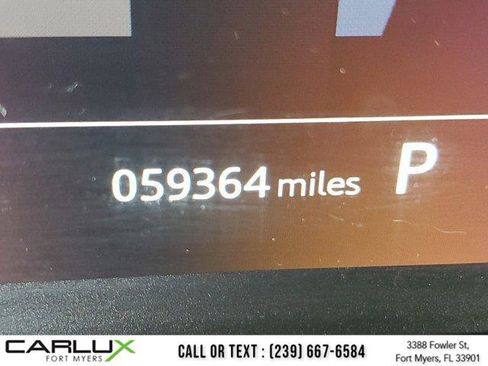 059364 miles P
CARLUX
FORT MYERS
CALL OR TEXT : (239) 667-6584
3388 Fowler St,
Fort Myers, FL 33901